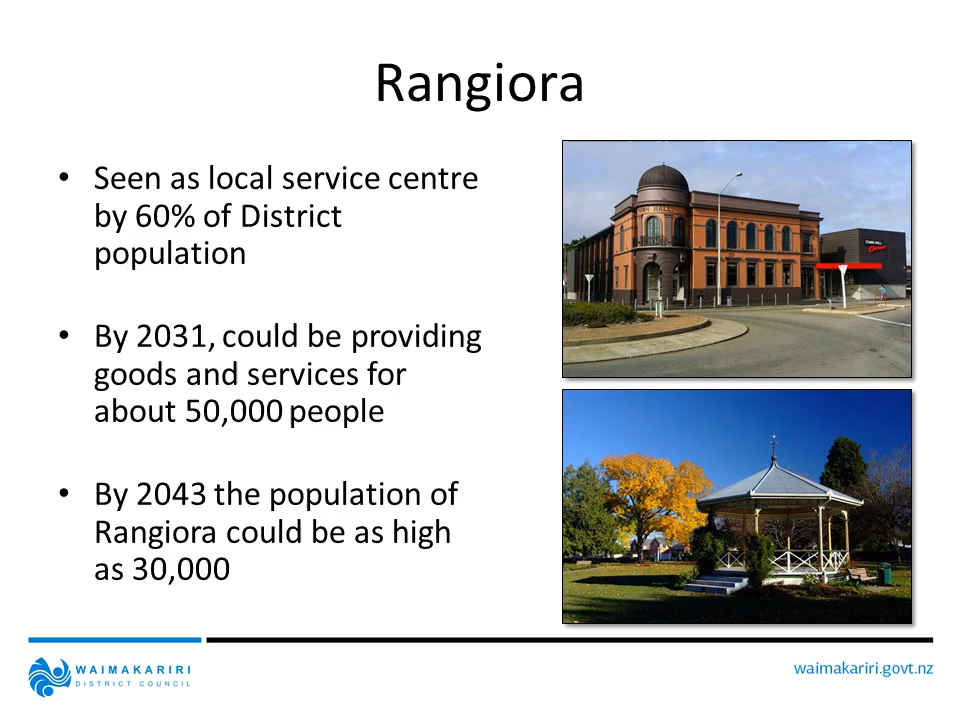 Rangiora
• Seen as local service centre
by 60% of District
population
• By 2031, could be providing
goods and services for
about 50,000 people
• By 2043 the population of
Rangiora could be as high
as 30,000
TOWN HALL
WAIMAKARIRI
DISTRICT COUNCIL
waimakariri.govt.nz